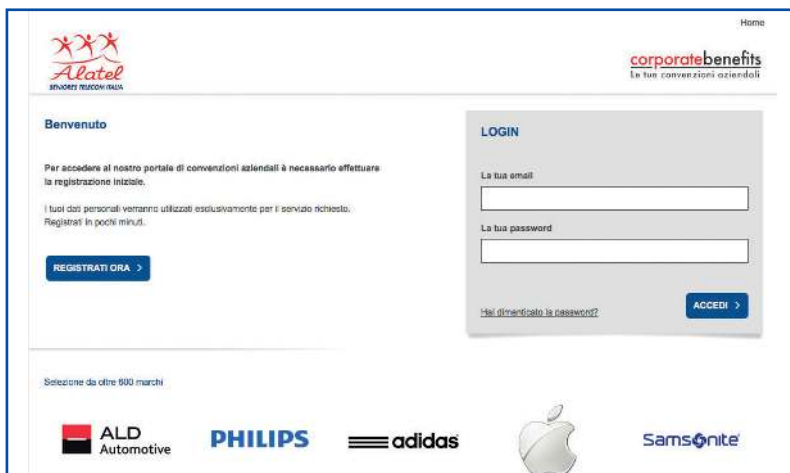 Home
Alatel
SENIORES TELECOM ITALIA
corporatebenefits
Le tue convenzioni aziendali
Benvenuto
Per accedere al nostro portale di convenzioni aziendali è necessario effettuare
la registrazione iniziale.
I tuoi dati personali verranno utilizzati esclusivamente per il servizio richiesto.
Registrati in pochi minuti.
REGISTRATI ORA >
LOGIN
La tua email
La tua password
Hai dimenticato la password?
ACCEDI >
Selezione da oltre 600 marchi
ALD
Automotive
PHILIPS
adidas
Samsonite